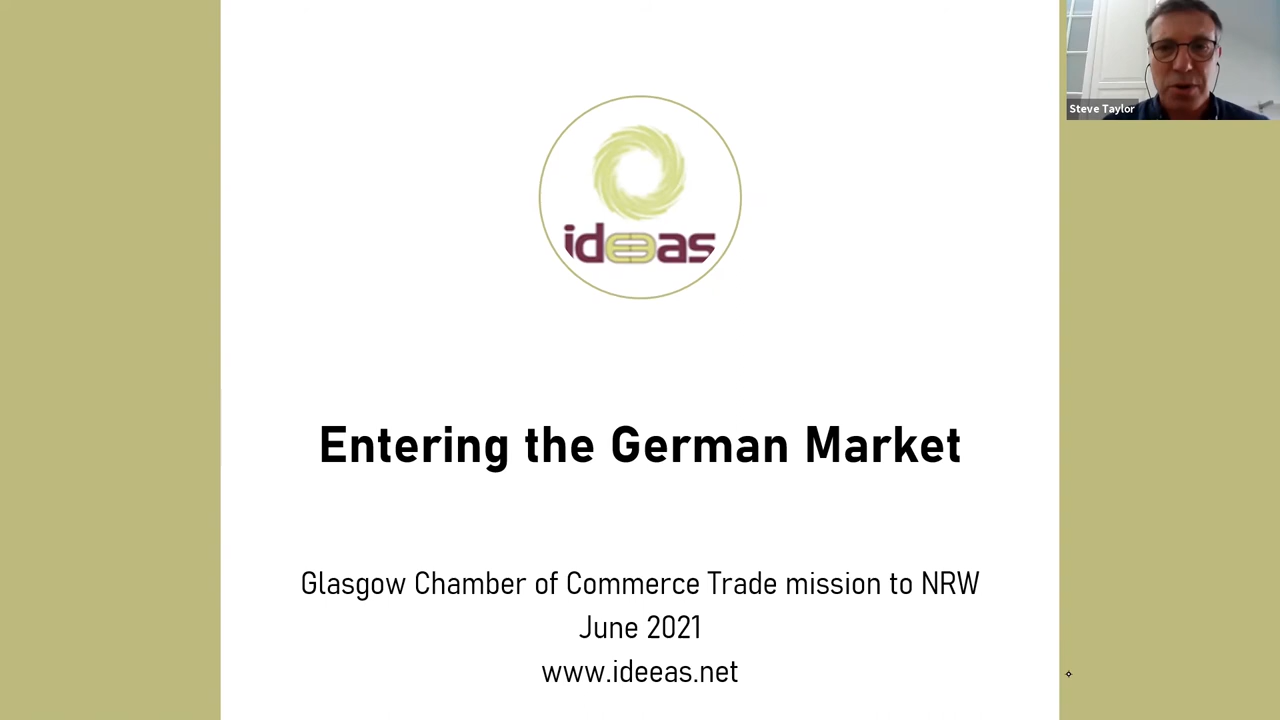 Steve Taylor
ideeas
Entering the German Market
Glasgow Chamber of Commerce Trade mission to NRW
June 2021
www.ideeas.net